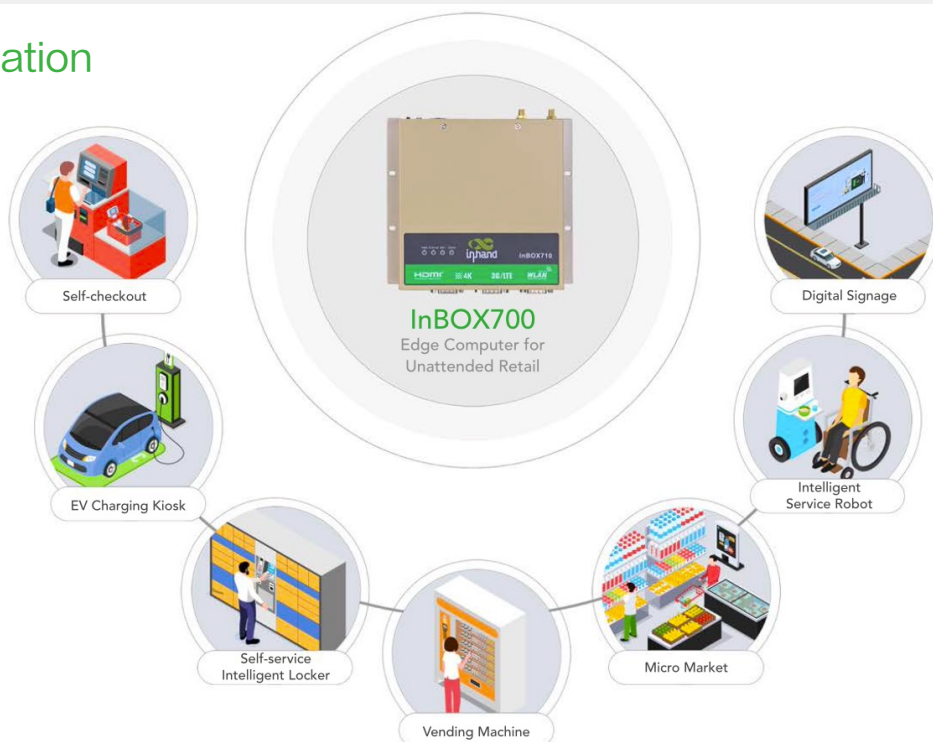 ation
inhand
InBOX710
HDMI
4K
3G/LTE
WLAN
InBOX700
Edge Computer for
Unattended Retail
Self-checkout
Digital Signage
EV Charging Kiosk
Intelligent
Service Robot
Self-service
Intelligent Locker
Micro Market
Vending Machine